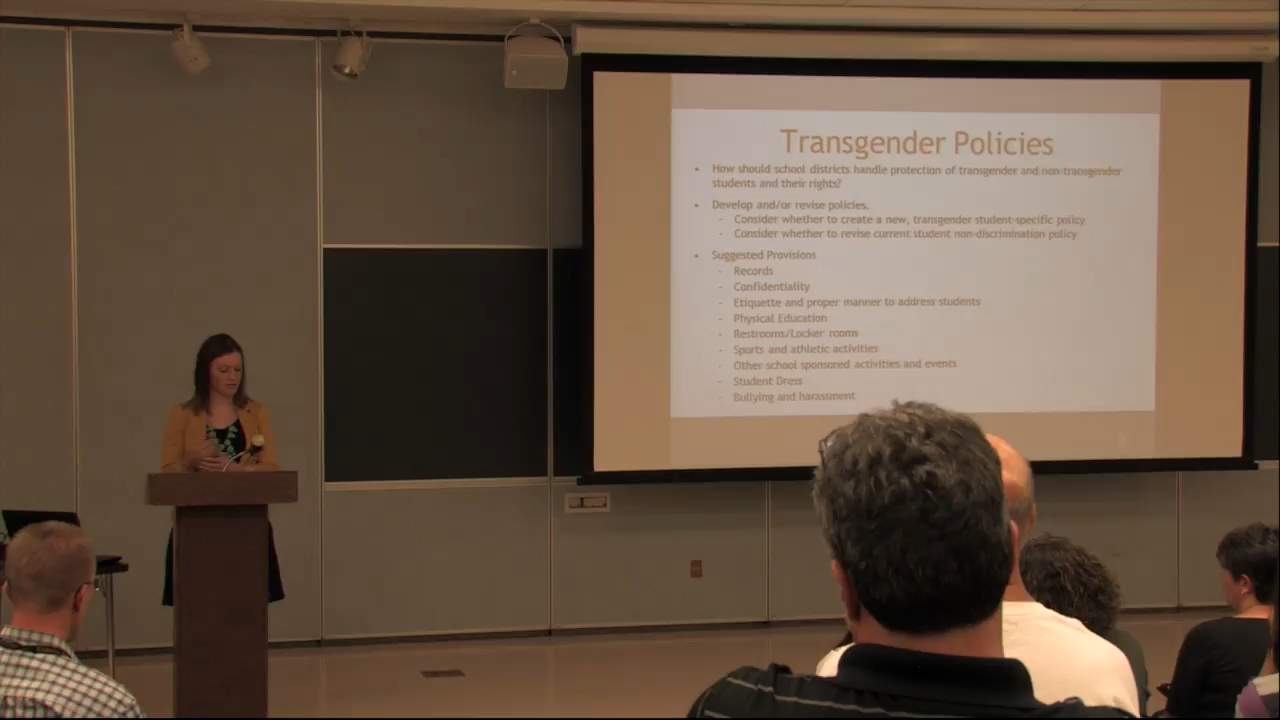 Transgender Policies
• How should school districts handle protection of transgender and non-transgender
students and their rights?
• Develop and/or revise policies.
- Consider whether to create a new, transgender student-specific policy
- Consider whether to revise current student non-discrimination policy
• Suggested Provisions
- Records
- Confidentiality
- Etiquette and proper manner to address students
- Physical Education
- Restrooms/Locker rooms
- Sports and athletic activities
- Other school sponsored activities and events
- Student Dress
- Bullying and harassment